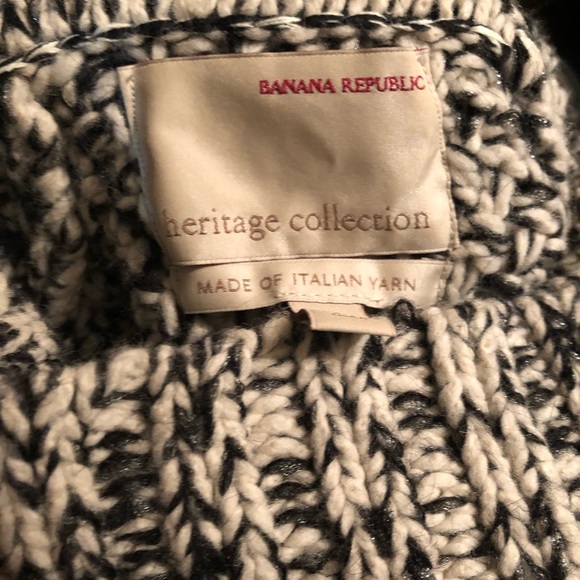 BANANA REPUBLIC
heritage collection
MADE OF ITALIAN YARN